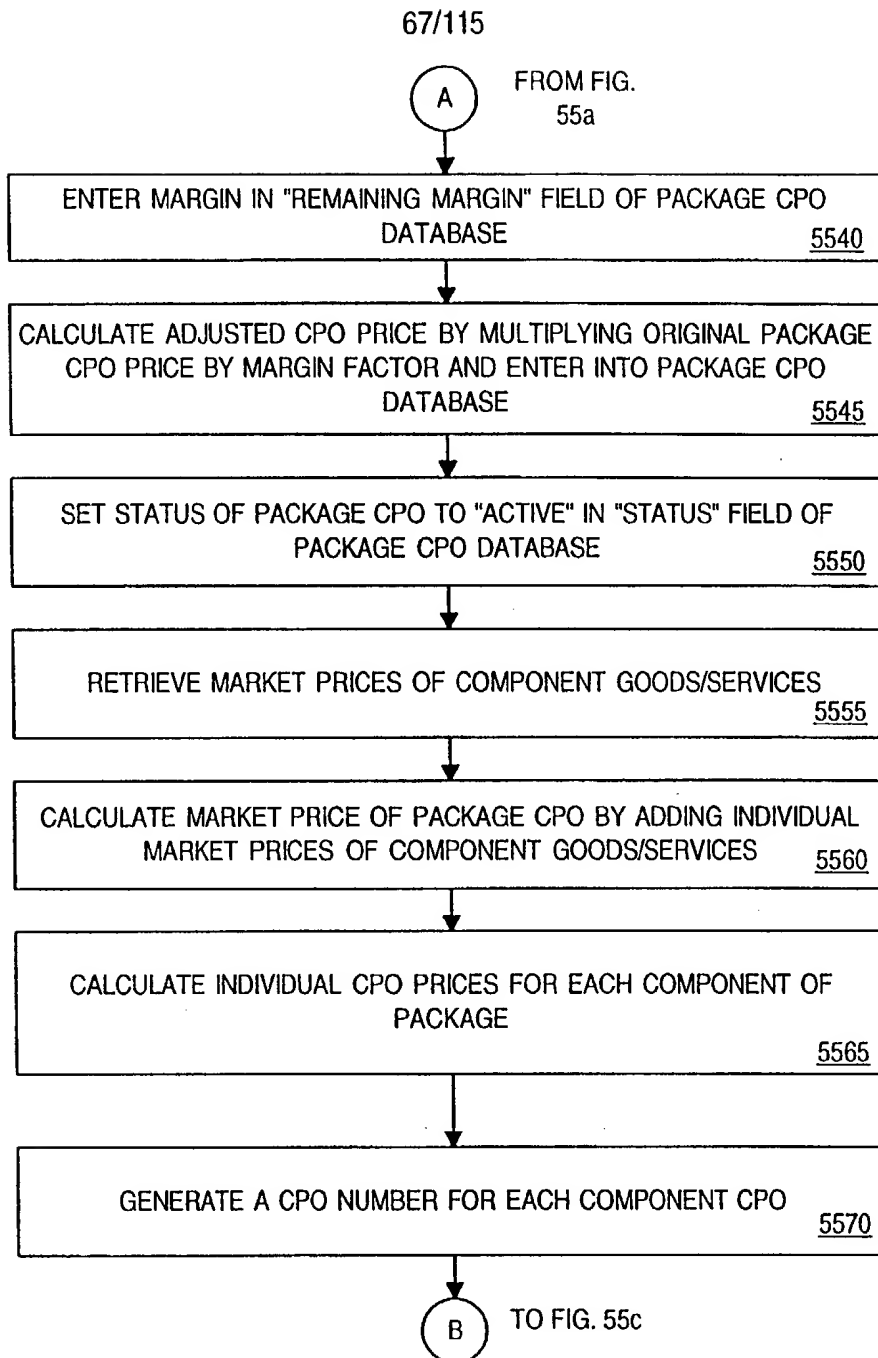 67/115
A
FROM FIG.
55a
ENTER MARGIN IN "REMAINING MARGIN" FIELD OF PACKAGE CPO
DATABASE
5540
CALCULATE ADJUSTED CPO PRICE BY MULTIPLYING ORIGINAL PACKAGE
CPO PRICE BY MARGIN FACTOR AND ENTER INTO PACKAGE CPO
DATABASE
5545
SET STATUS OF PACKAGE CPO TO "ACTIVE" IN "STATUS" FIELD OF
PACKAGE CPO DATABASE
5550
RETRIEVE MARKET PRICES OF COMPONENT GOODS/SERVICES
5555
CALCULATE MARKET PRICE OF PACKAGE CPO BY ADDING INDIVIDUAL
MARKET PRICES OF COMPONENT GOODS/SERVICES
5560
CALCULATE INDIVIDUAL CPO PRICES FOR EACH COMPONENT OF
PACKAGE
5565
GENERATE A CPO NUMBER FOR EACH COMPONENT CPO
5570
B
TO FIG. 55c